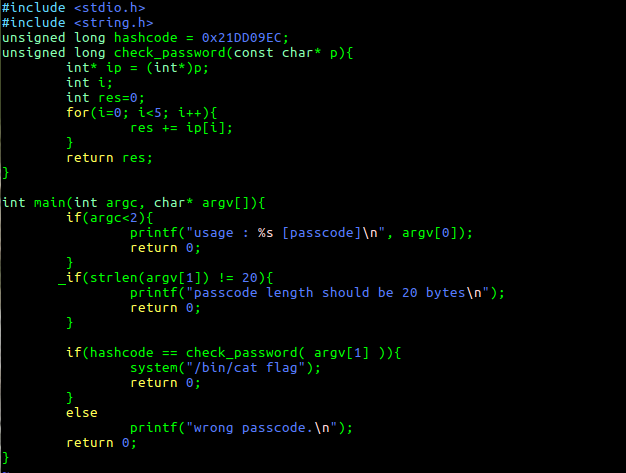 #include <stdio.h>
#include <string.h>
unsigned long hashcode = 0x21DD09EC;
unsigned long check_password(const char* p){
        int* ip = (int*)p;
        int i;
        int res=0;
        for(i=0; i<5; i++){
                res += ip[i];
        }
        return res;
}

int main(int argc, char* argv[]){
        if(argc<2){
                printf("usage : %s [passcode]\n", argv[0]);
                return 0;
        }
       _if(strlen(argv[1]) != 20){
                printf("passcode length should be 20 bytes\n");
                return 0;
        }

        if(hashcode == check_password( argv[1] )){
                system("/bin/cat flag");
                return 0;
        }
        else
                printf("wrong passcode.\n");
        return 0;
}